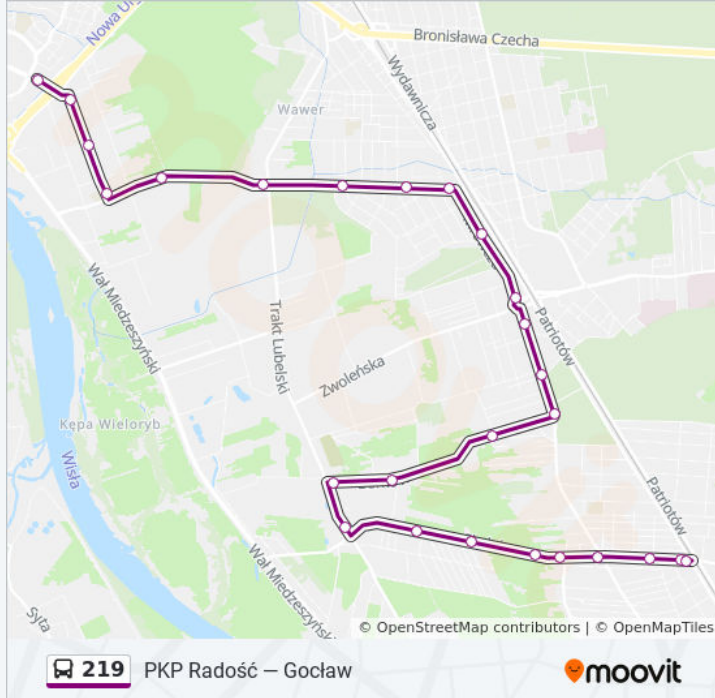 Nowa
Bronisława Czecha
Wydawnicza
Wawer
Wał Miedzeszyński
Trakt Lubelski
Patriotów
Zwoleńska
Kępa Wieloryb
Wisła
Patriotów
Wał Miedzeszyński
Syta
© OpenStreetMap contributors | © OpenMapTiles
219 PKP Radość — Gocław
moovit